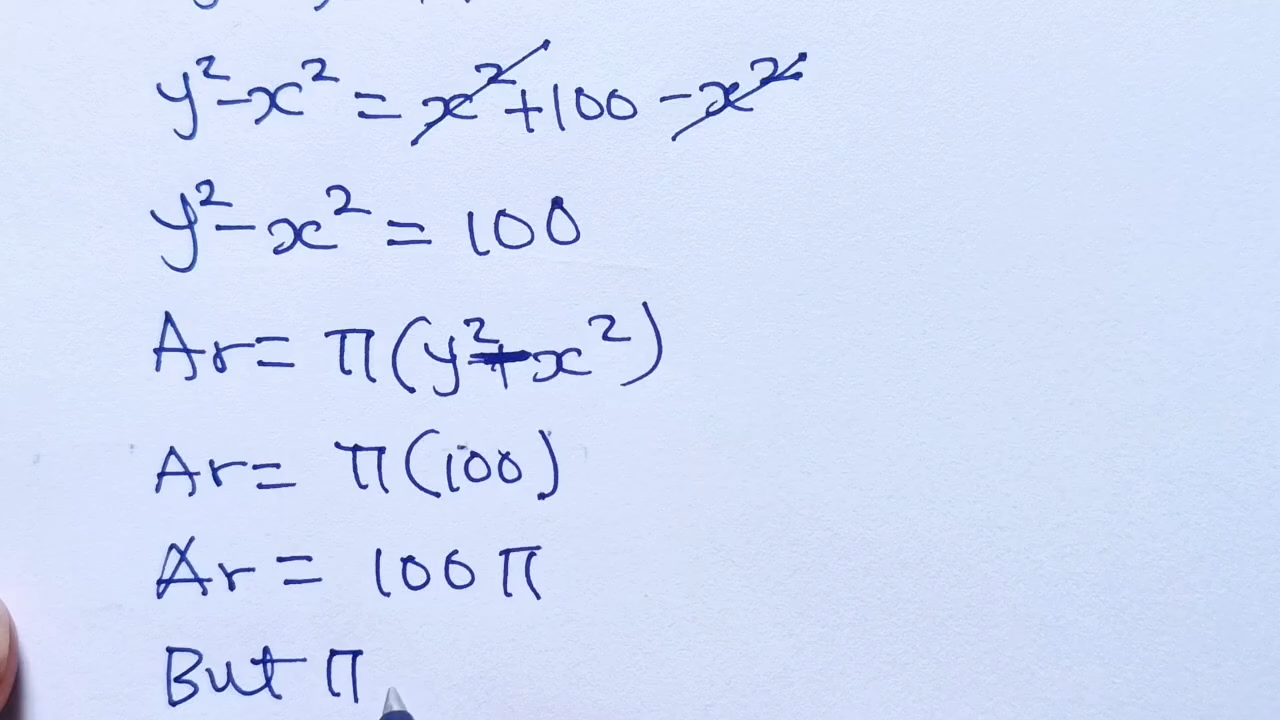 y² - x² = x² + 100 - x²
y² - x² = 100
Ar = π(y² - x²)
Ar = π(100)
Ar = 100π
But π